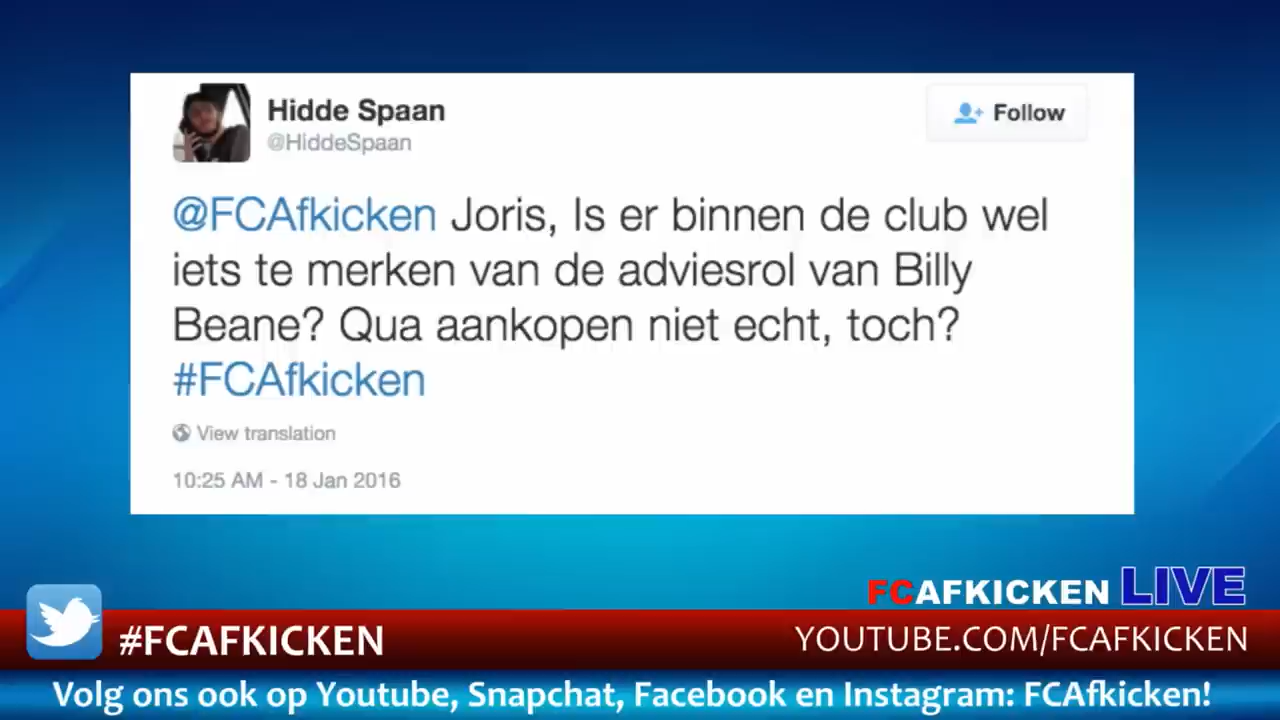 Hidde Spaan
@HiddeSpaan
Follow
@FCAfkicken Joris, Is er binnen de club wel
iets te merken van de adviesrol van Billy
Beane? Qua aankopen niet echt, toch?
#FCAfkicken
View translation
10:25 AM - 18 Jan 2016
FCAFKICKEN LIVE
#FCAFKICKEN
YOUTUBE.COM/FCAFKICKEN
Volg ons ook op Youtube, Snapchat, Facebook en Instagram: FCAfkicken!